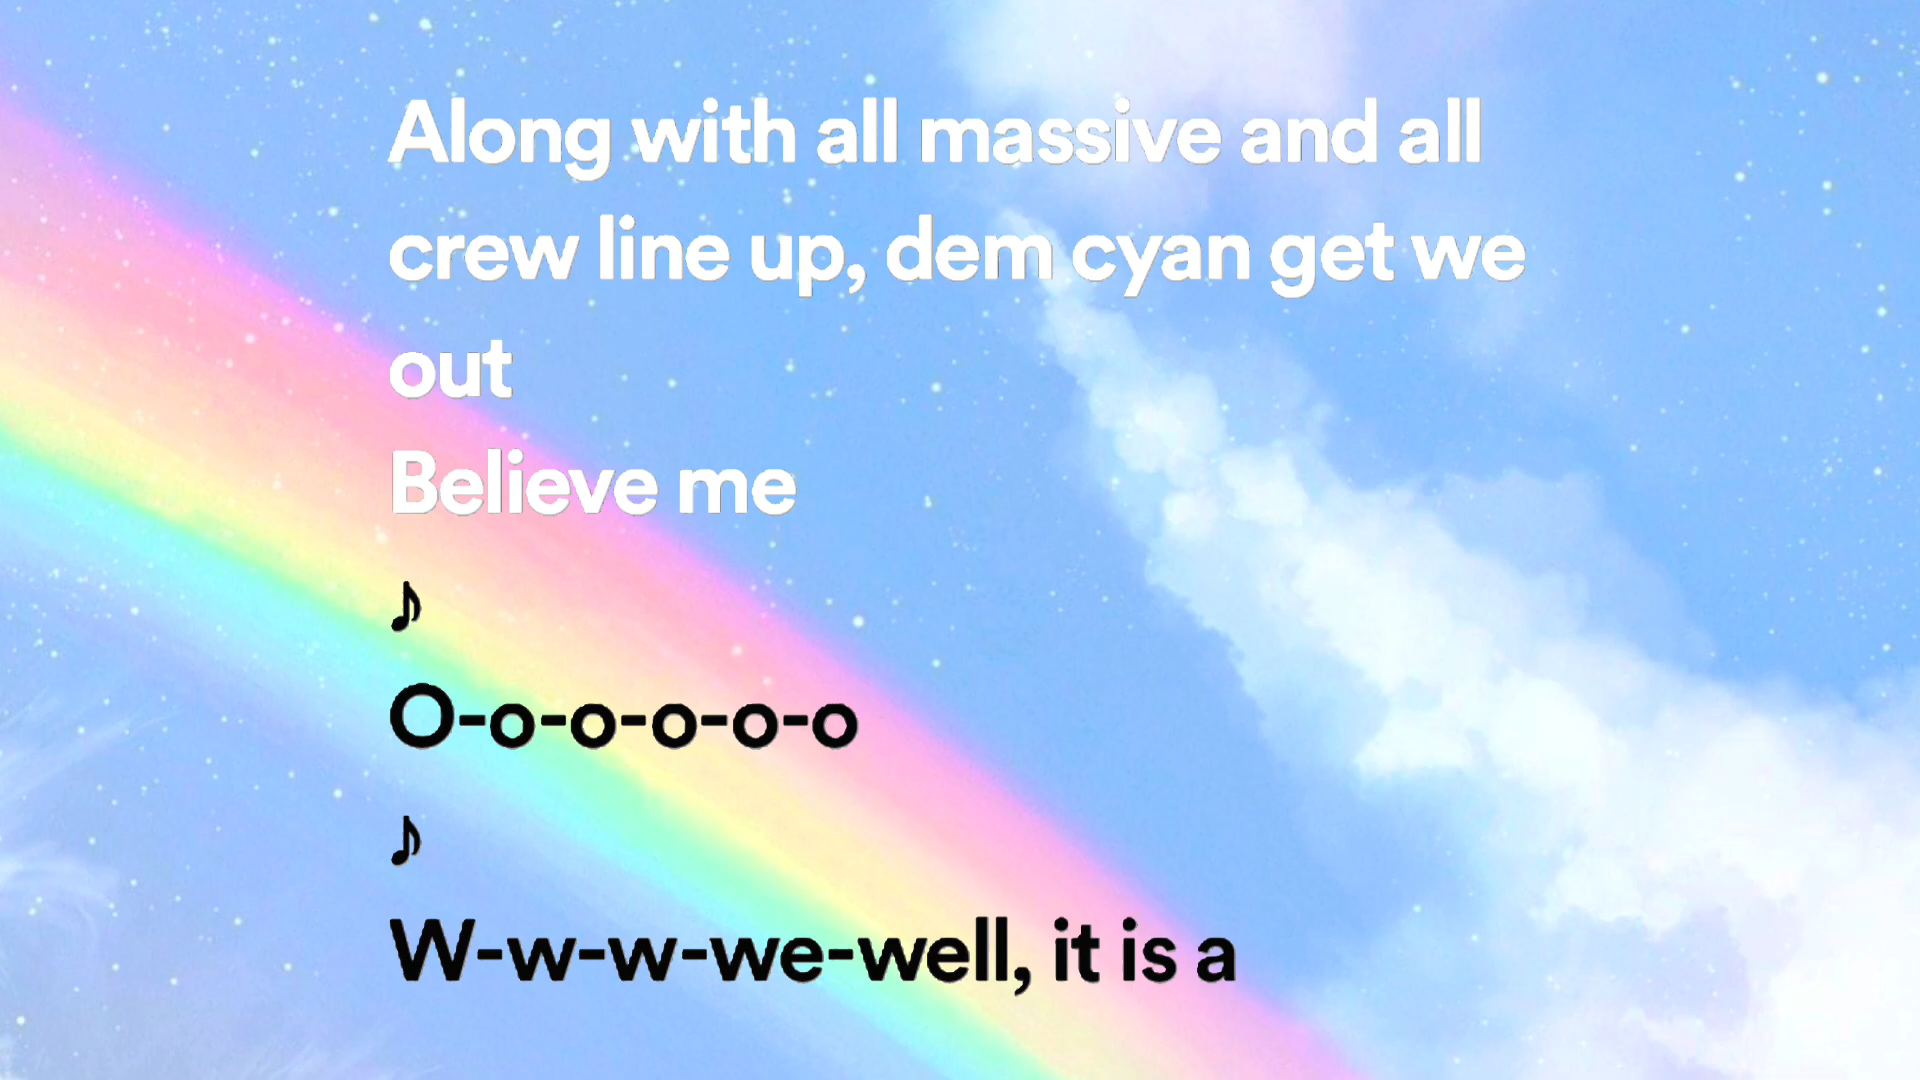 Along with all massive and all
crew line up, dem cyan get we
out
Believe me
♪
O-o-o-o-o-o
♪
W-w-w-we-well, it is a